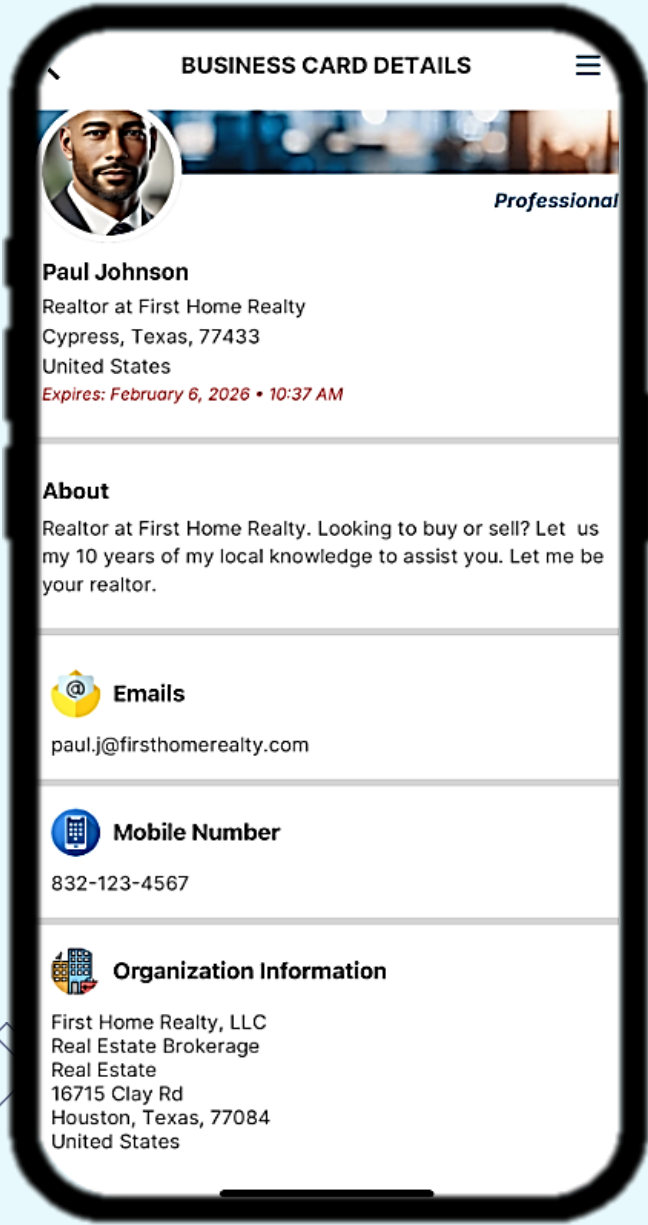 BUSINESS CARD DETAILS
Professional
Paul Johnson
Realtor at First Home Realty
Cypress, Texas, 77433
United States
Expires: February 6, 2026 • 10:37 AM
About
Realtor at First Home Realty. Looking to buy or sell? Let  us
my 10 years of my local knowledge to assist you. Let me be
your realtor.
@
Emails
paul.j@firsthomerealty.com
Mobile Number
832-123-4567
Organization Information
First Home Realty, LLC
Real Estate Brokerage
Real Estate
16715 Clay Rd
Houston, Texas, 77084
United States